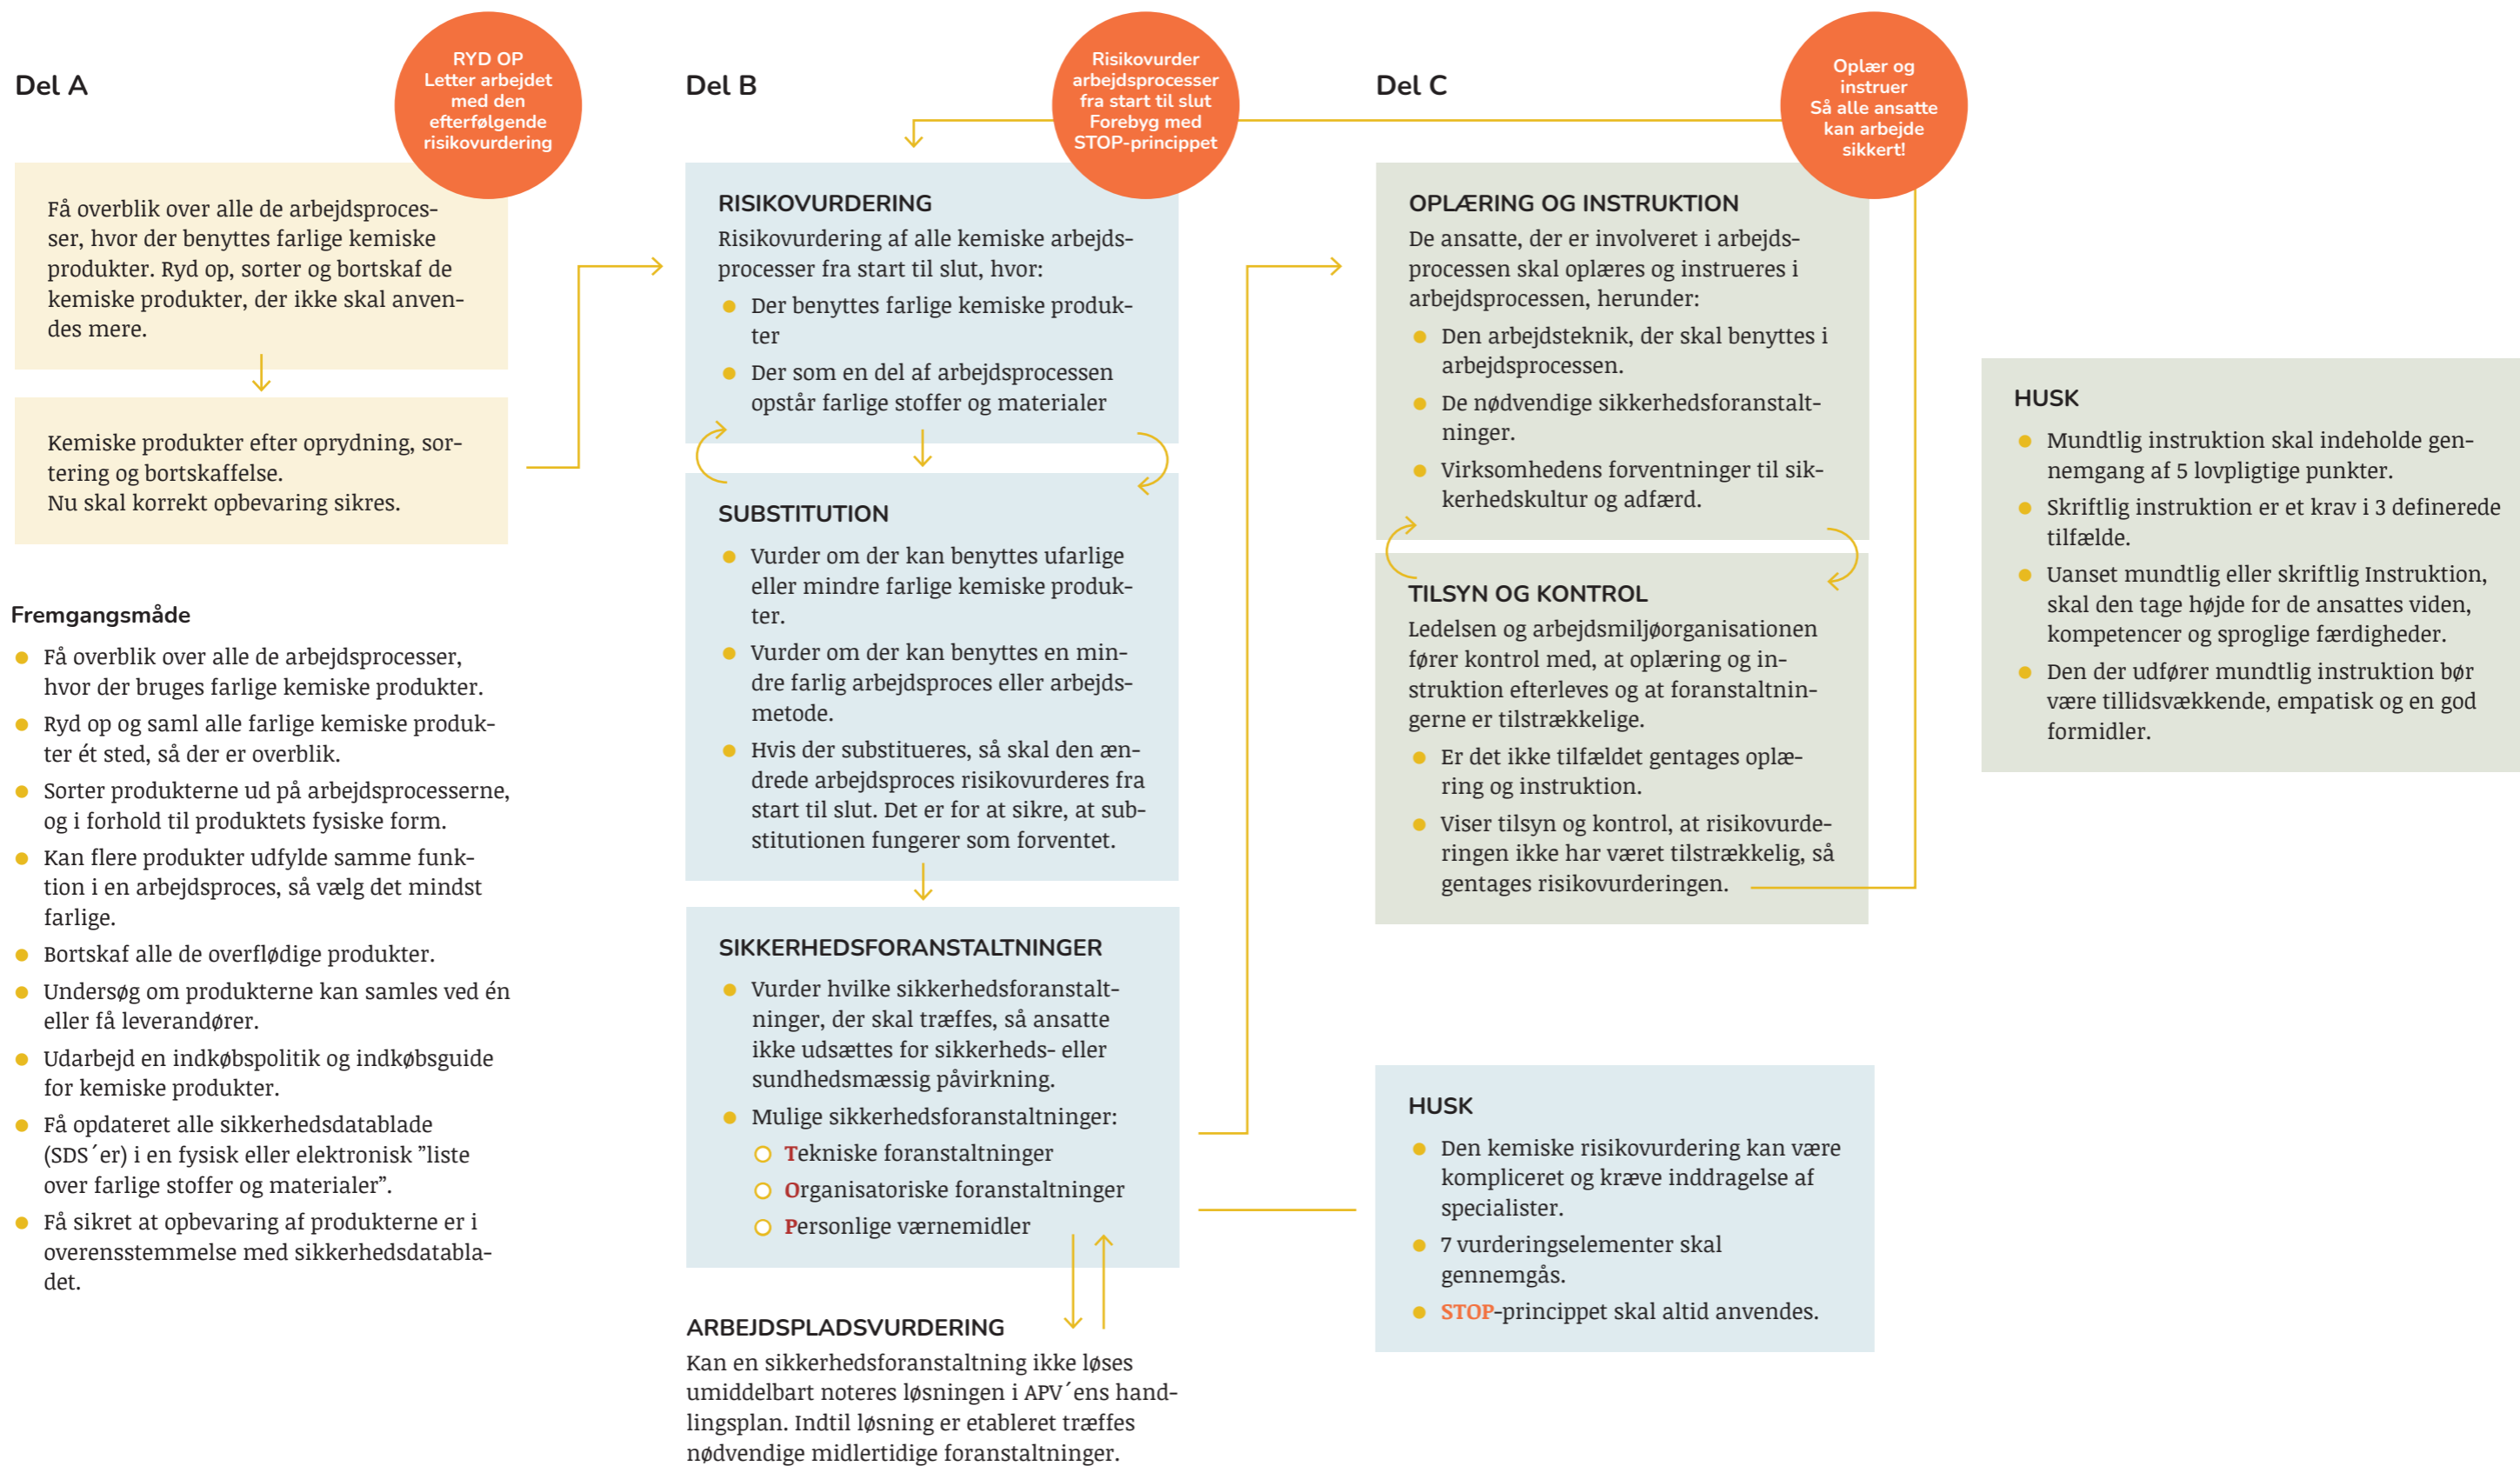 Del A
RYD OP
Letter arbejdet
med den
efterfølgende
risikovurdering
Få overblik over alle de arbejdsproces-
ser, hvor der benyttes farlige kemiske
produkter. Ryd op, sorter og bortskaf de
kemiske produkter, der ikke skal anven-
des mere.
Kemiske produkter efter oprydning, sor-
tering og bortskaffelse.
Nu skal korrekt opbevaring sikres.
Fremgangsmåde
Få overblik over alle de arbejdsprocesser,
hvor der bruges farlige kemiske produkter.
Ryd op og saml alle farlige kemiske produk-
ter ét sted, så der er overblik.
Sorter produkterne ud på arbejdsprocesserne,
og i forhold til produktets fysiske form.
Kan flere produkter udfylde samme funk-
tion i en arbejdsproces, så vælg det mindst
farlige.
Bortskaf alle de overflødige produkter.
Undersøg om produkterne kan samles ved én
eller få leverandører.
Udarbejd en indkøbspolitik og indkøbsguide
for kemiske produkter.
Få opdateret alle sikkerhedsdatablade
(SDS´er) i en fysisk eller elektronisk ”liste
over farlige stoffer og materialer”.
Få sikret at opbevaring af produkterne er i
overensstemmelse med sikkerhedsdatabla-
det.
Del B
Risikovurder
arbejdsprocesser
fra start til slut
Forebyg med
STOP-princippet
RISIKOVURDERING
Risikovurdering af alle kemiske arbejds-
processer fra start til slut, hvor:
Der benyttes farlige kemiske produk-
ter
Der som en del af arbejdsprocessen
opstår farlige stoffer og materialer
SUBSTITUTION
Vurder om der kan benyttes ufarlige
eller mindre farlige kemiske produk-
ter.
Vurder om der kan benyttes en min-
dre farlig arbejdsproces eller arbejds-
metode.
Hvis der substitueres, så skal den æn-
drede arbejdsproces risikovurderes fra
start til slut. Det er for at sikre, at sub-
stitutionen fungerer som forventet.
SIKKERHEDSFORANSTALTNINGER
Vurder hvilke sikkerhedsforanstalt-
ninger, der skal træffes, så ansatte
ikke udsættes for sikkerheds- eller
sundhedsmæssig påvirkning.
Mulige sikkerhedsforanstaltninger:
Tekniske foranstaltninger
Organisatoriske foranstaltninger
Personlige værnemidler
ARBEJDSPLADSVURDERING
Kan en sikkerhedsforanstaltning ikke løses
umiddelbart noteres løsningen i APV´ens hand-
lingsplan. Indtil løsning er etableret træffes
nødvendige midlertidige foranstaltninger.
Del C
Oplær og
instruer
Så alle ansatte
kan arbejde
sikkert!
OPLÆRING OG INSTRUKTION
De ansatte, der er involveret i arbejds-
processen skal oplæres og instrueres i
arbejdsprocessen, herunder:
Den arbejdsteknik, der skal benyttes i
arbejdsprocessen.
De nødvendige sikkerhedsforanstalt-
ninger.
Virksomhedens forventninger til sik-
kerhedskultur og adfærd.
TILSYN OG KONTROL
Ledelsen og arbejdsmiljøorganisationen
fører kontrol med, at oplæring og in-
struktion efterleves og at foranstaltnin-
gerne er tilstrækkelige.
Er det ikke tilfældet gentages oplæ-
ring og instruktion.
Viser tilsyn og kontrol, at risikovurde-
ringen ikke har været tilstrækkelig, så
gentages risikovurderingen.
HUSK
Den kemiske risikovurdering kan være
kompliceret og kræve inddragelse af
specialister.
7 vurderingselementer skal
gennemgås.
STOP-princippet skal altid anvendes.
HUSK
Mundtlig instruktion skal indeholde gen-
nemgang af 5 lovpligtige punkter.
Skriftlig instruktion er et krav i 3 definerede
tilfælde.
Uanset mundtlig eller skriftlig Instruktion,
skal den tage højde for de ansattes viden,
kompetencer og sproglige færdigheder.
Den der udfører mundtlig instruktion bør
være tillidsvækkende, empatisk og en god
formidler.